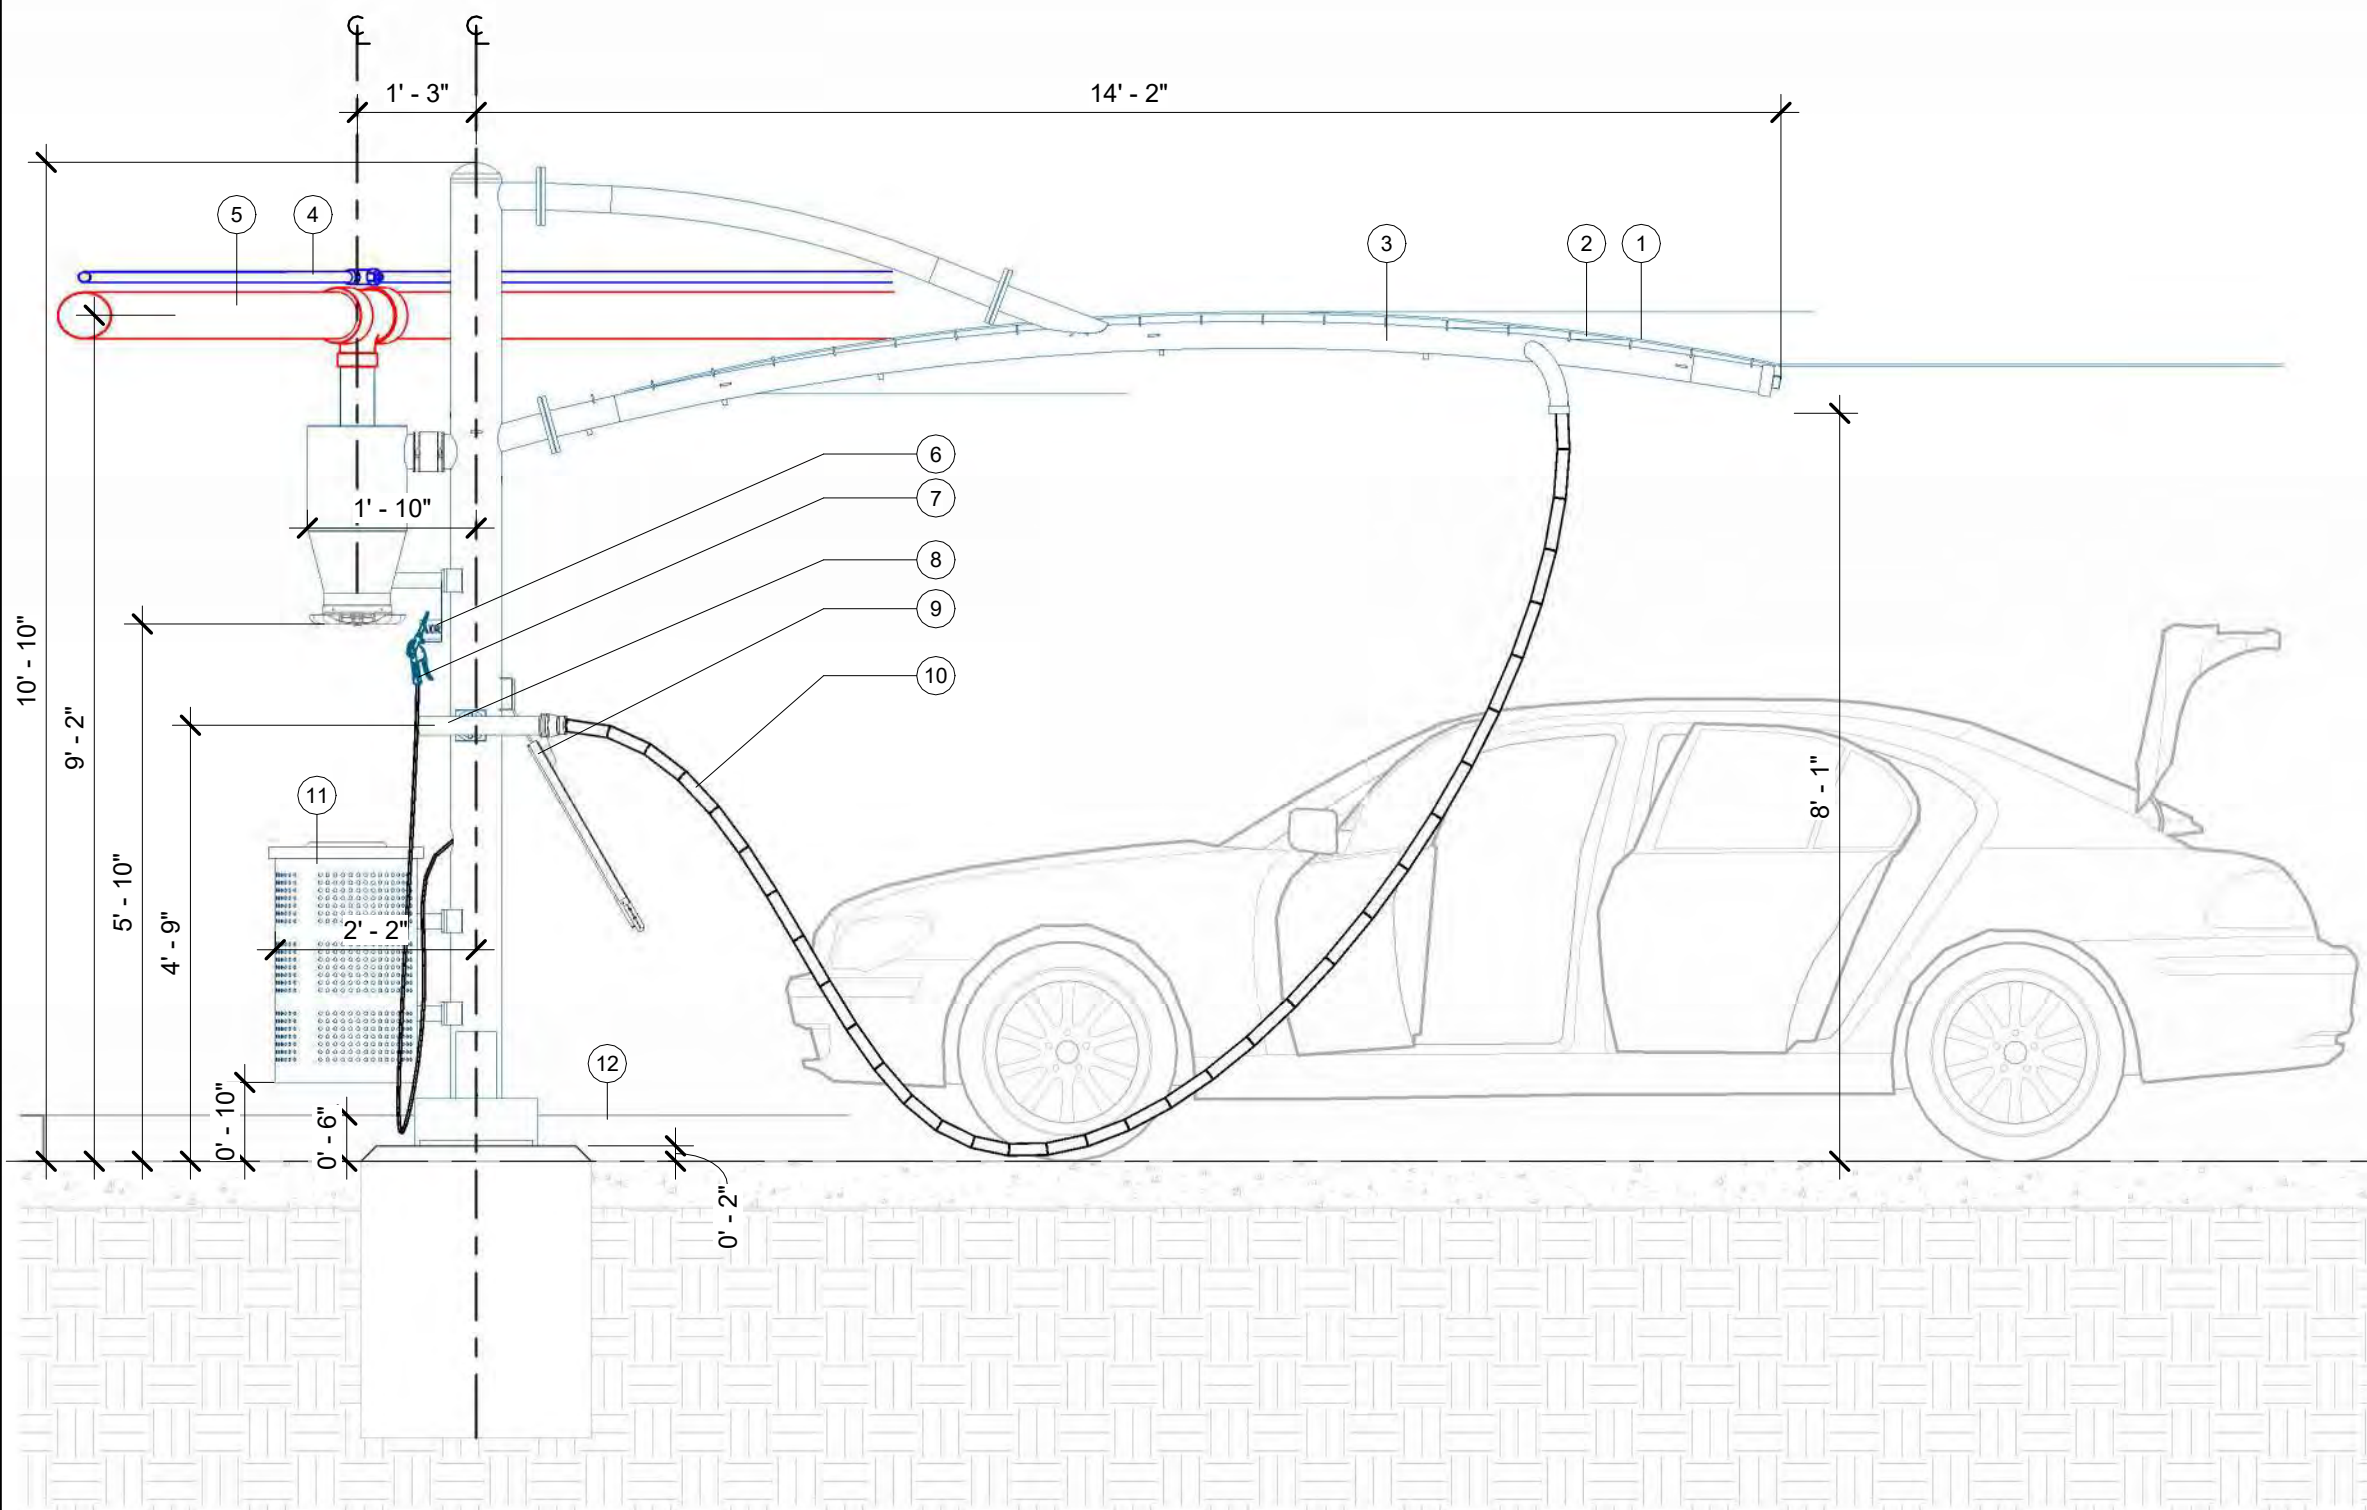 ℄ ℄
1' - 3" 14' - 2"
5 4 3 2 1
6
1' - 10" 7
8
9
10
10' - 10"
9' - 2"
5' - 10"
4' - 9"
8' - 1"
11
2' - 2"
12
0' - 10"
0' - 6"
0' - 2"